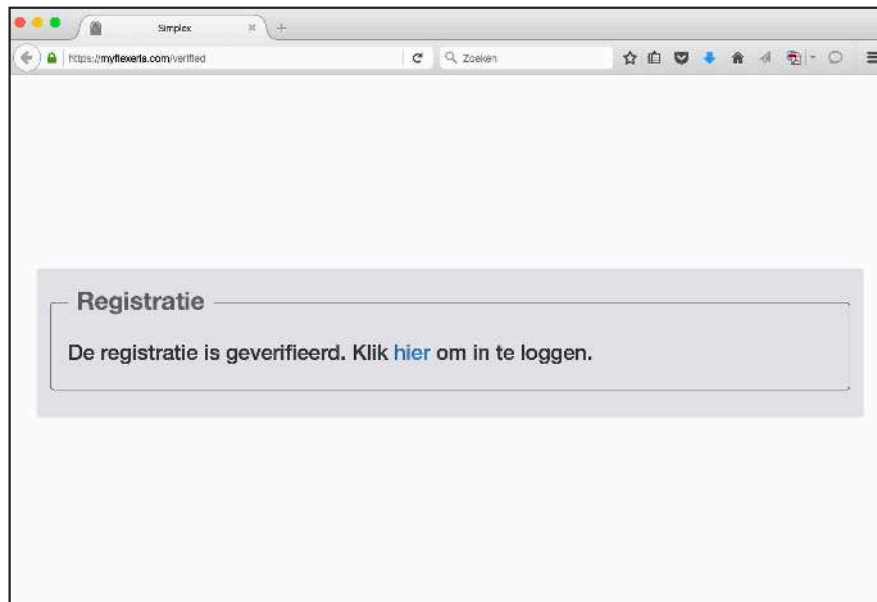 Simplex
https://myflexeria.com/verified
Zoeken
Registratie
De registratie is geverifieerd. Klik hier om in te loggen.